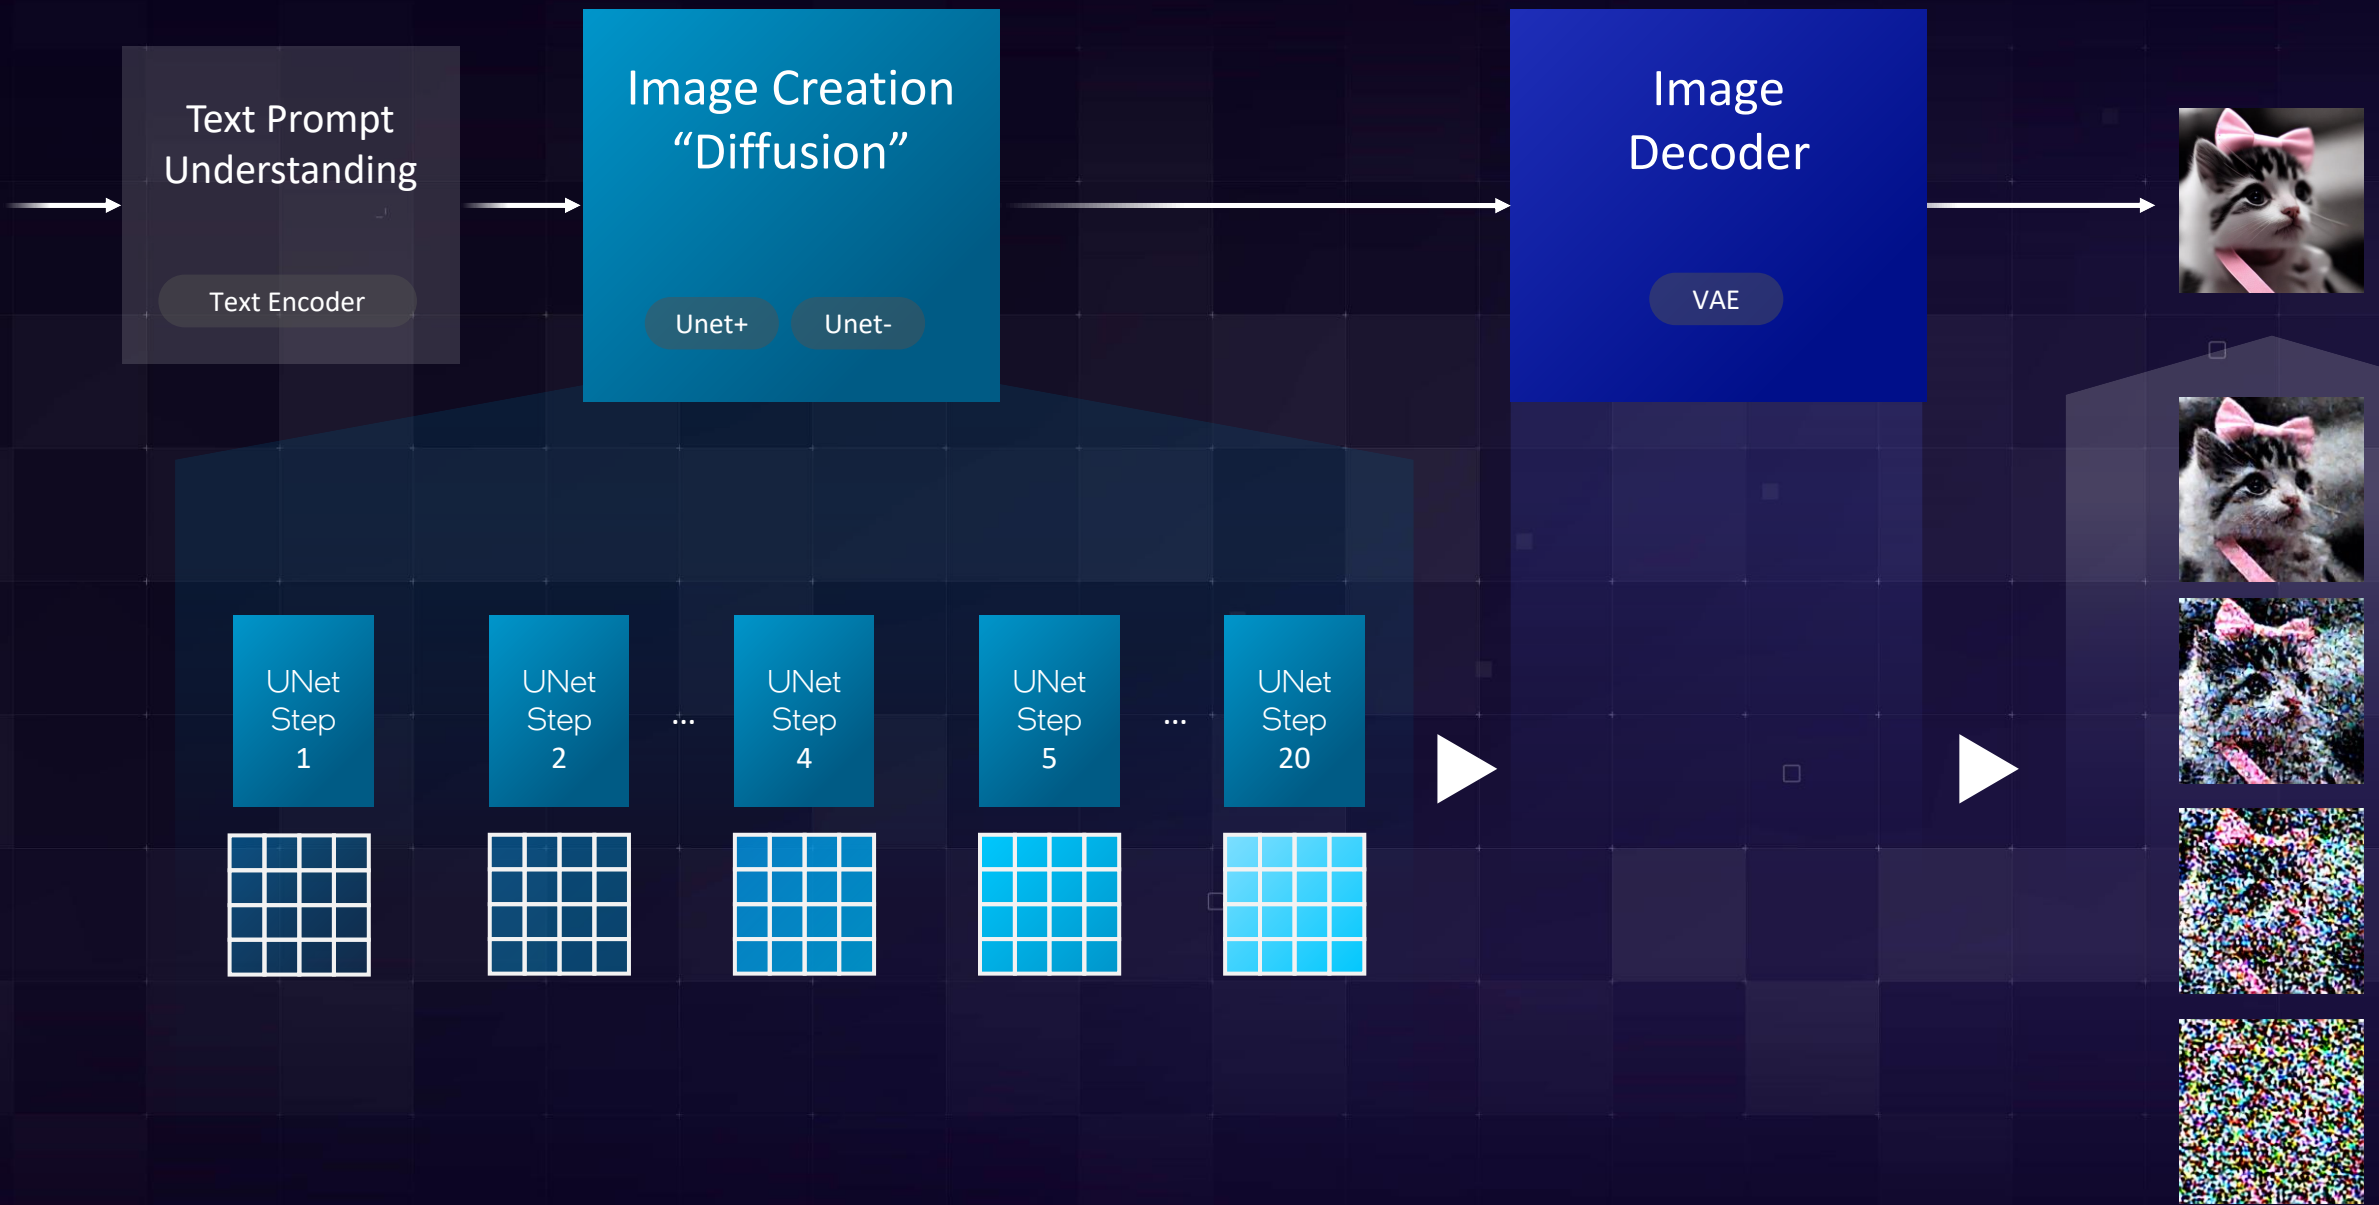 Text Prompt
Understanding
Text Encoder
Image Creation
“Diffusion”
Unet+
Unet-
Image
Decoder
VAE
UNet
Step
1
UNet
Step
2
...
UNet
Step
4
UNet
Step
5
...
UNet
Step
20